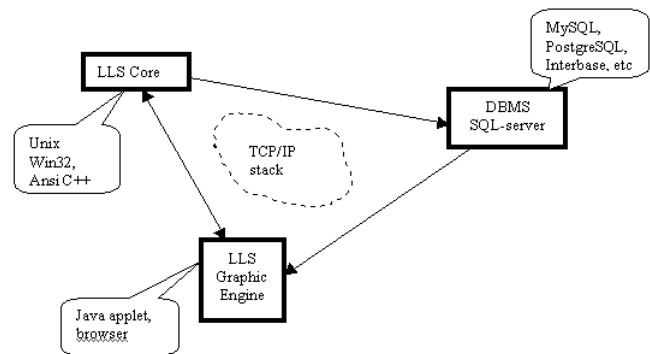 MySQL,
PostgreSQL,
Interbase, etc
LLS Core
DBMS
SQL-server
Unix
Win32,
Ansi C++
TCP/IP
stack
LLS
Graphic
Engine
Java applet,
browser